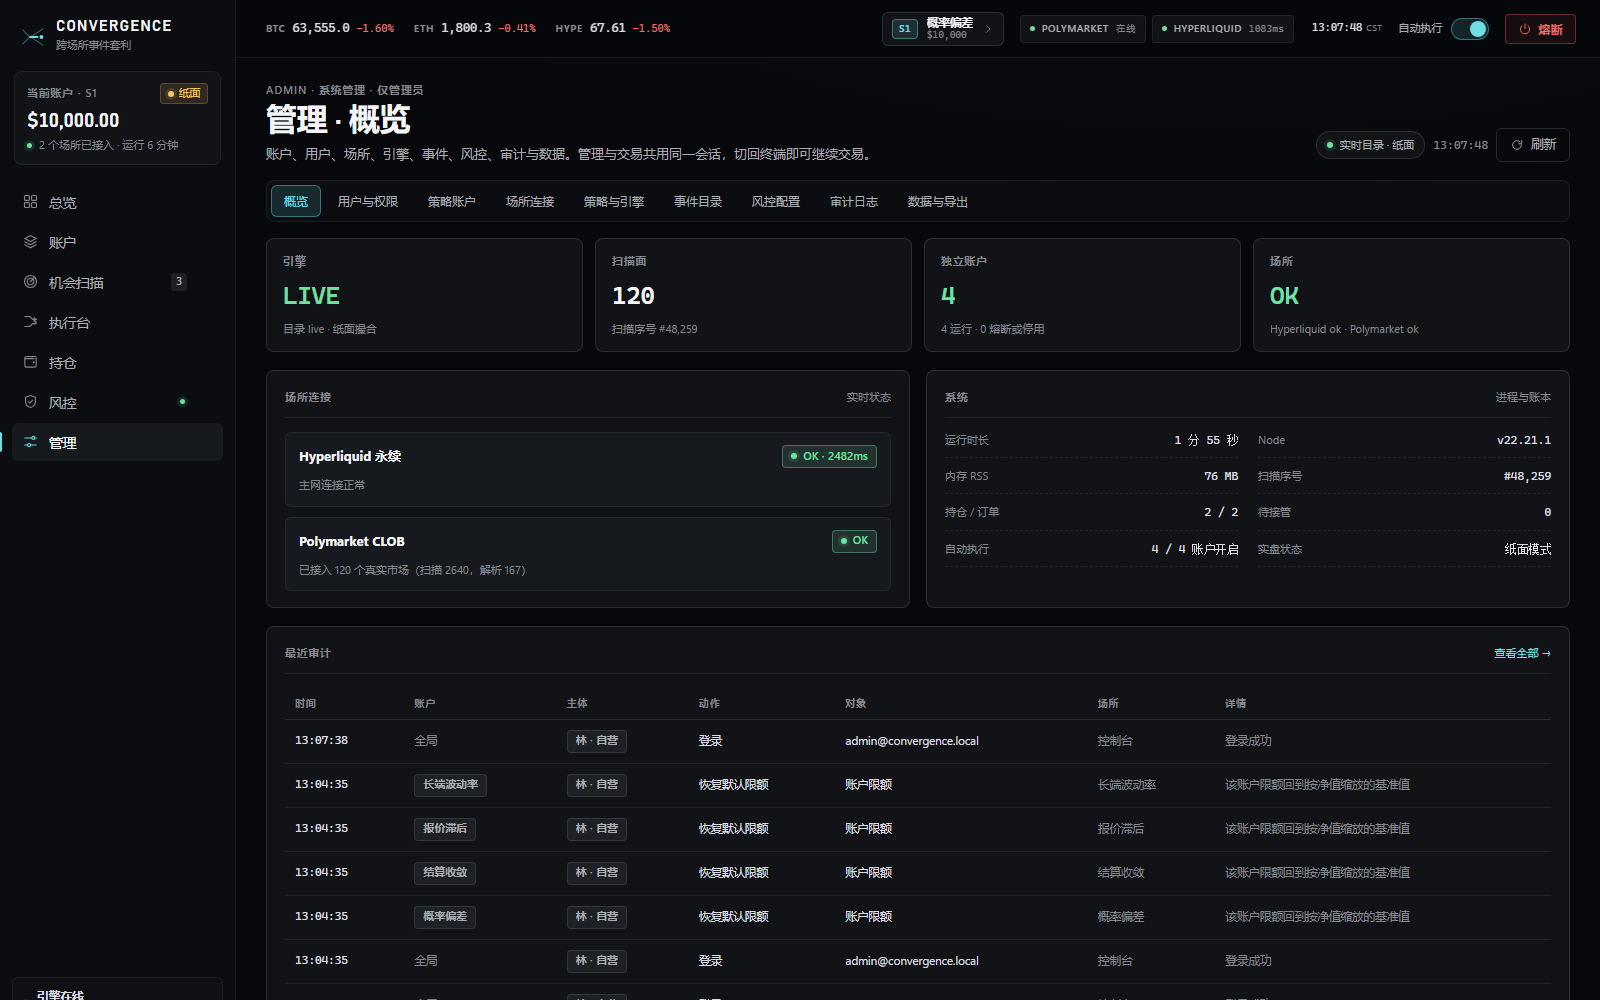 CONVERGENCE
跨场所事件套利
BTC 63,555.0 -1.60% ETH 1,800.3 -0.41% HYPE 67.61 -1.50%
S1 概率偏差 $10,000
POLYMARKET 在线
HYPERLIQUID 1083ms
13:07:48 CST
自动执行
熔断
当前账户 · S1
纸面
$10,000.00
2 个场所已接入 · 运行 6 分钟
总览
账户
机会扫描 3
执行台
持仓
风控
管理
引擎在线
ADMIN · 系统管理 · 仅管理员
管理 · 概览
账户、用户、场所、引擎、事件、风控、审计与数据。管理与交易共用同一会话，切回终端即可继续交易。
实时目录 · 纸面 13:07:48 刷新
概览 用户与权限 策略账户 场所连接 策略与引擎 事件目录 风控配置 审计日志 数据与导出
引擎
LIVE
目录 live · 纸面撮合
扫描面
120
扫描序号 #48,259
独立账户
4
4 运行 · 0 熔断或停用
场所
OK
Hyperliquid ok · Polymarket ok
场所连接 实时状态
Hyperliquid 永续 OK · 2482ms
主网连接正常
Polymarket CLOB OK
已接入 120 个真实市场（扫描 2640，解析 167）
系统 进程与账本
运行时长 1 分 55 秒 Node v22.21.1
内存 RSS 76 MB 扫描序号 #48,259
持仓 / 订单 2 / 2 待接管 0
自动执行 4 / 4 账户开启 实盘状态 纸面模式
最近审计 查看全部 →
时间 账户 主体 动作 对象 场所 详情
13:07:38 全局 林 · 自营 登录 admin@convergence.local 控制台 登录成功
13:04:35 长端波动率 林 · 自营 恢复默认限额 账户限额 长端波动率 该账户限额回到按净值缩放的基准值
13:04:35 报价滞后 林 · 自营 恢复默认限额 账户限额 报价滞后 该账户限额回到按净值缩放的基准值
13:04:35 结算收敛 林 · 自营 恢复默认限额 账户限额 结算收敛 该账户限额回到按净值缩放的基准值
13:04:35 概率偏差 林 · 自营 恢复默认限额 账户限额 概率偏差 该账户限额回到按净值缩放的基准值
13:04:35 全局 林 · 自营 登录 admin@convergence.local 控制台 登录成功